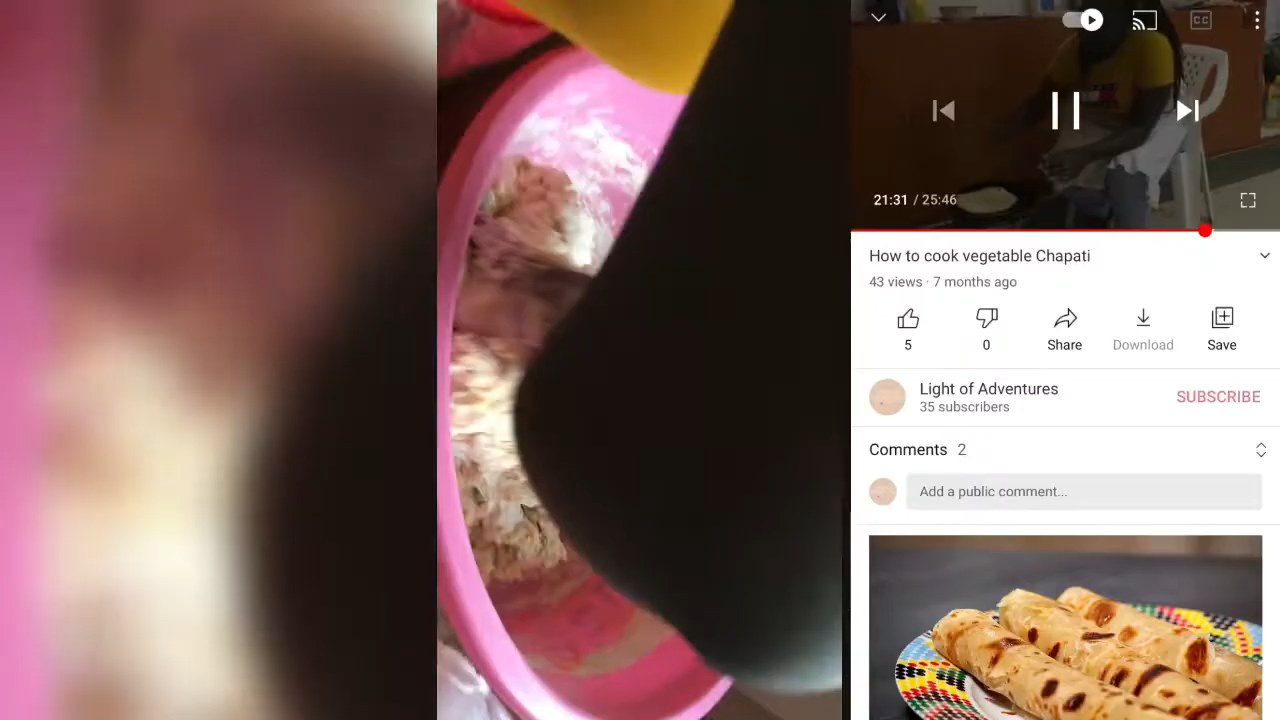 CC
21:31 / 25:46
How to cook vegetable Chapati
43 views · 7 months ago
5
0
Share
Download
Save
Light of Adventures
35 subscribers
SUBSCRIBE
Comments 2
Add a public comment...